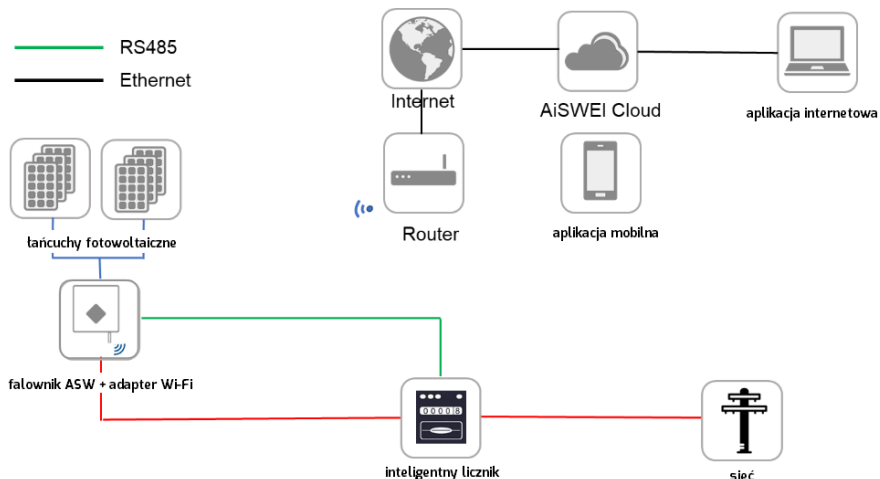 RS485
Ethernet
Internet
AiSWEI Cloud
aplikacja internetowa
łańcuchy fotowoltaiczne
Router
aplikacja mobilna
falownik ASW + adapter Wi-Fi
00008
inteligentny licznik
sieć